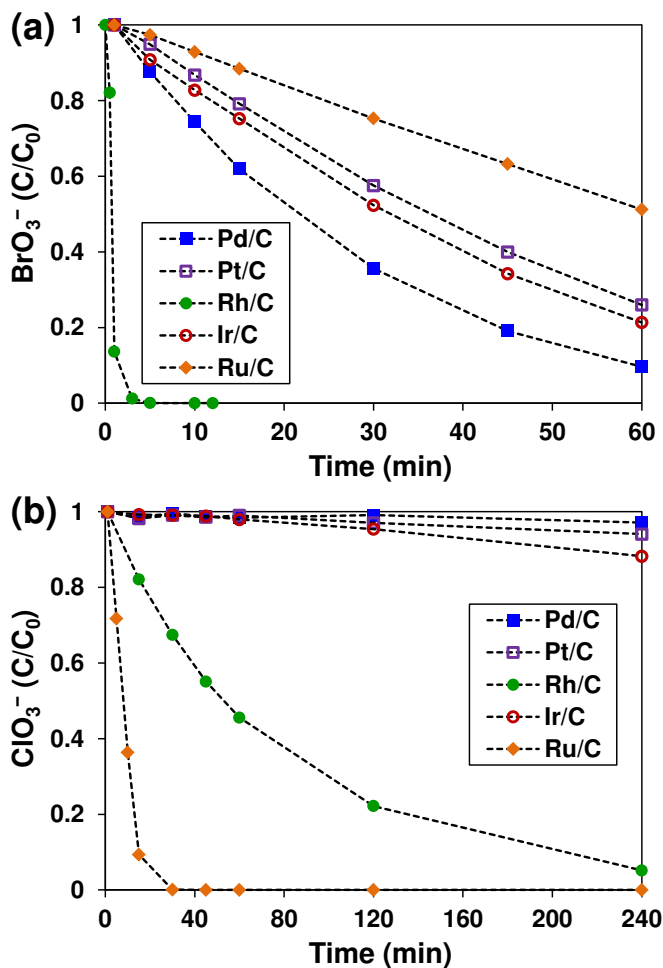 (a)
BrO₃⁻ (C/C₀)
1
0.8
0.6
0.4
0.2
0
Pd/C
Pt/C
Rh/C
Ir/C
Ru/C
0 10 20 30 40 50 60
Time (min)
(b)
ClO₃⁻ (C/C₀)
1
0.8
0.6
0.4
0.2
0
Pd/C
Pt/C
Rh/C
Ir/C
Ru/C
0 40 80 120 160 200 240
Time (min)